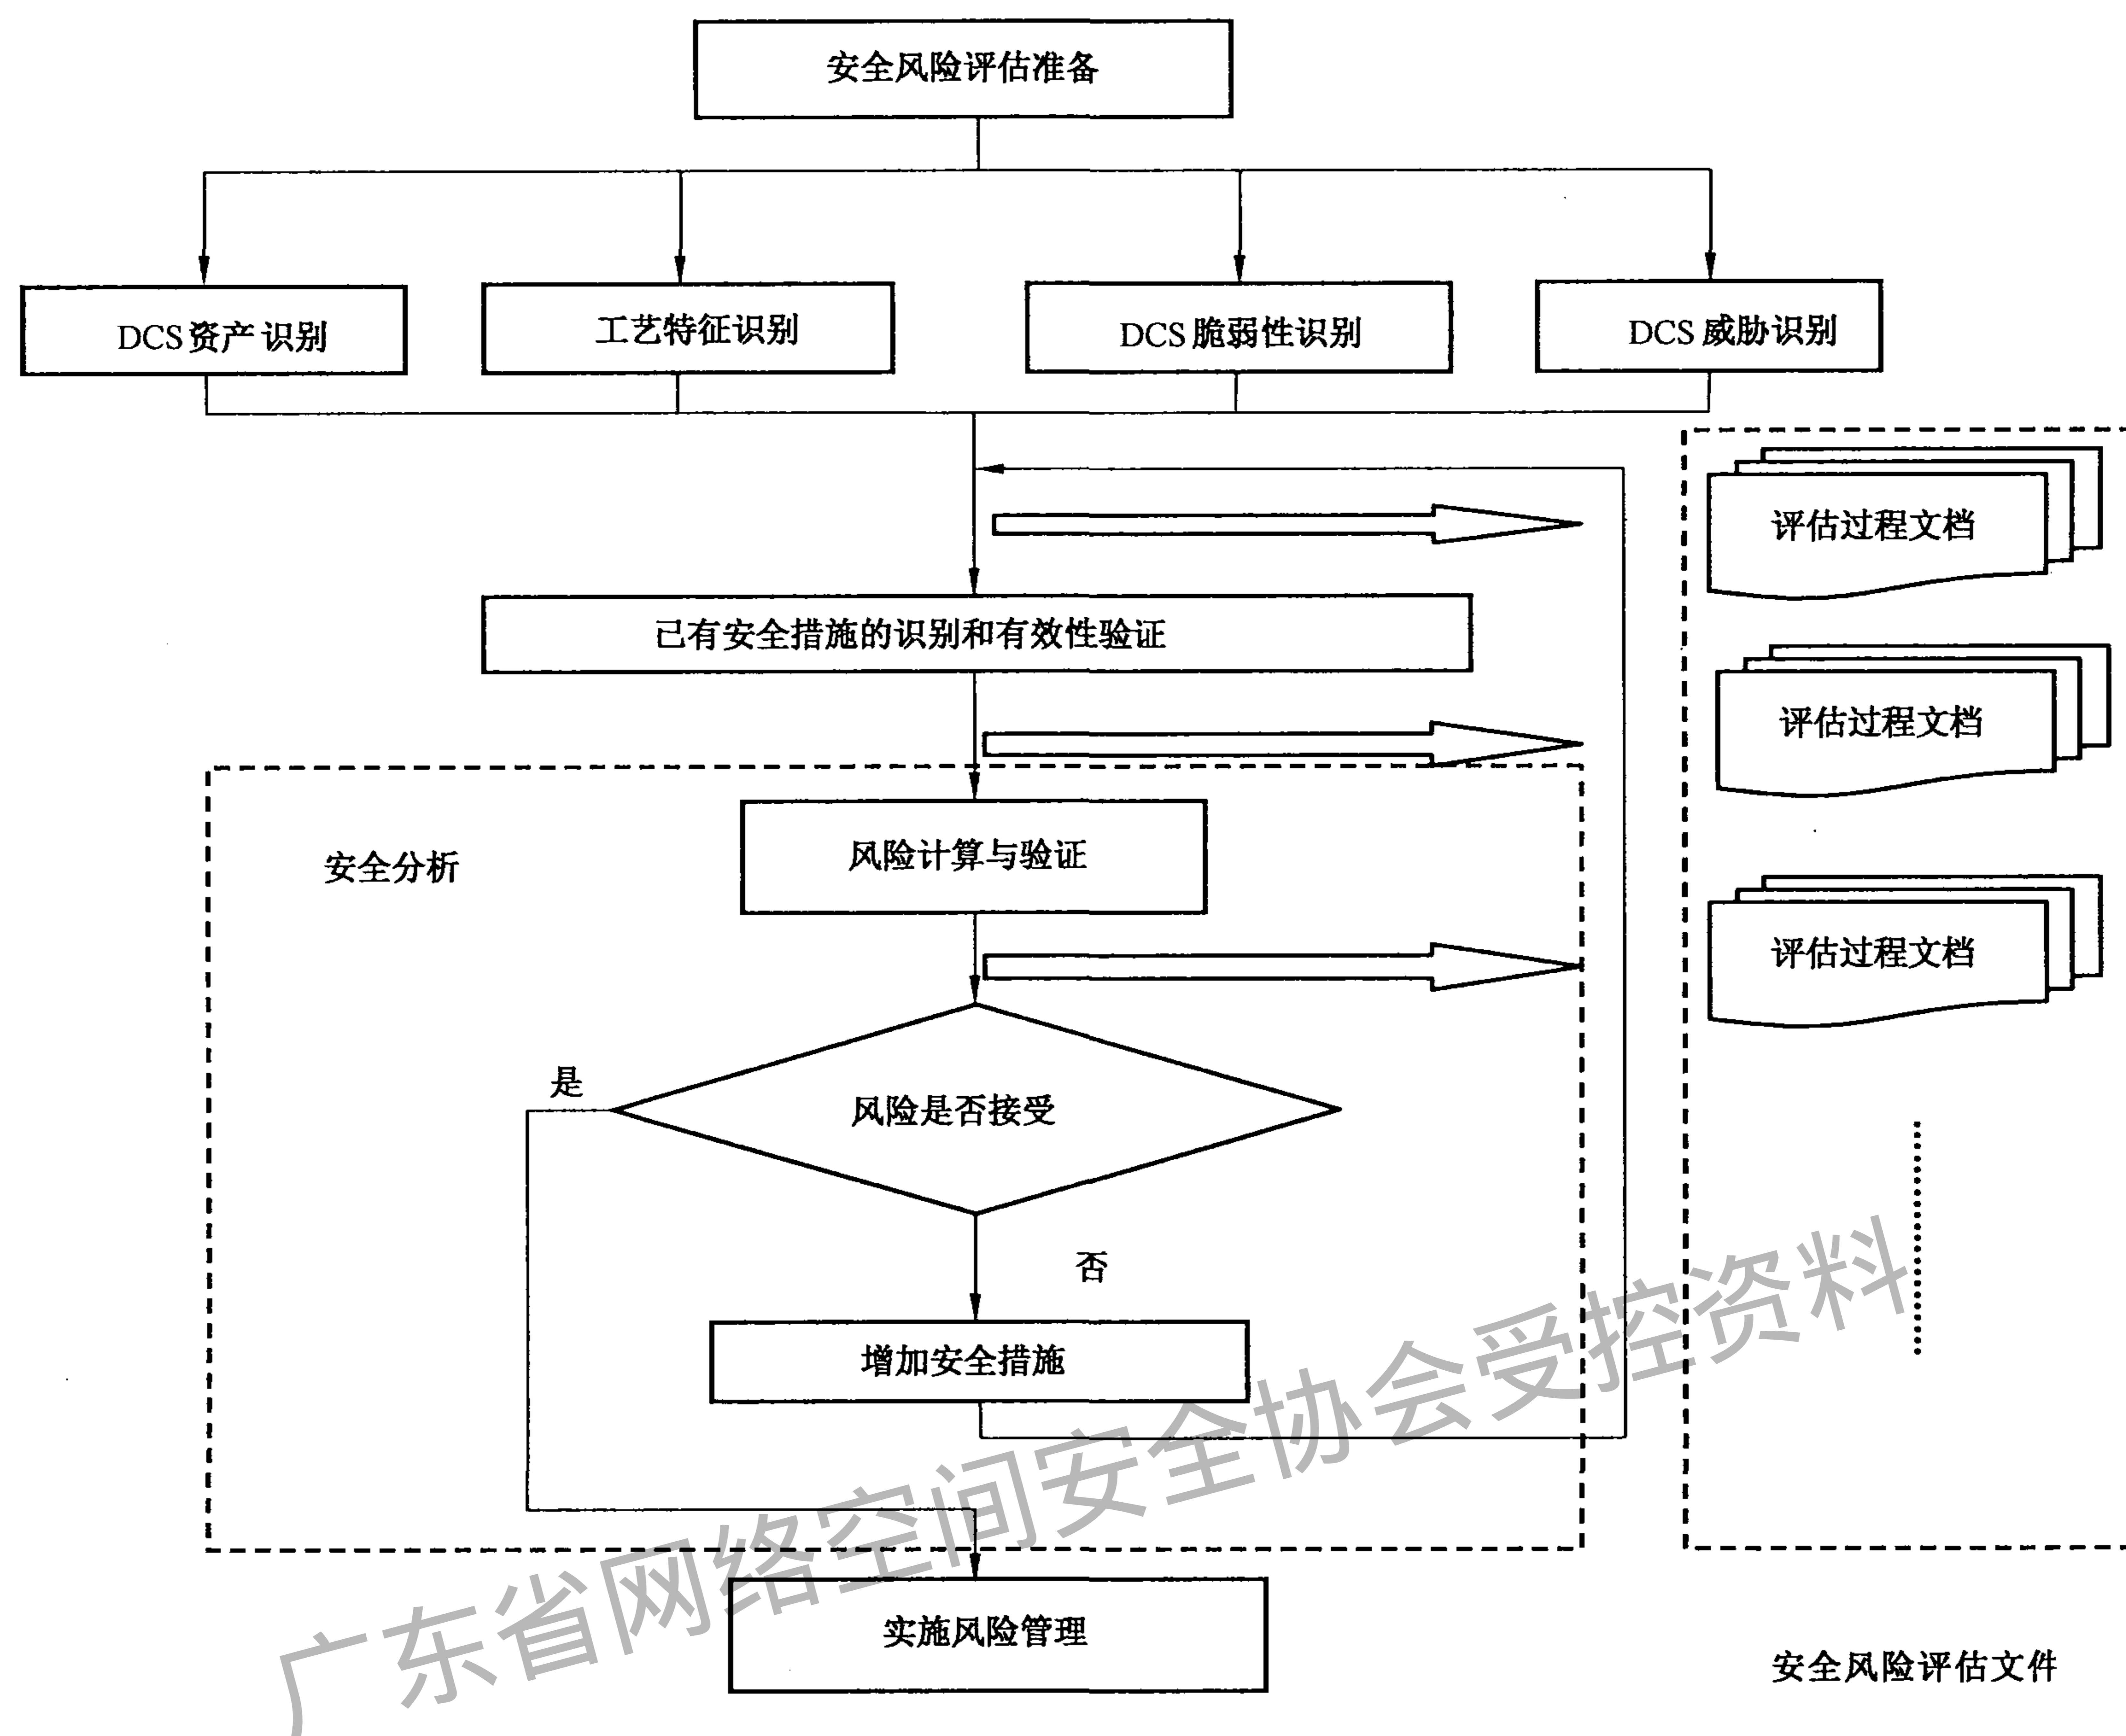 安全风险评估准备
DCS资产识别
工艺特征识别
DCS脆弱性识别
DCS威胁识别
评估过程文档
已有安全措施的识别和有效性验证
评估过程文档
安全分析
风险计算与验证
评估过程文档
是
风险是否接受
否
增加安全措施
实施风险管理
安全风险评估文件
广东省网络空间安全协会受控资料